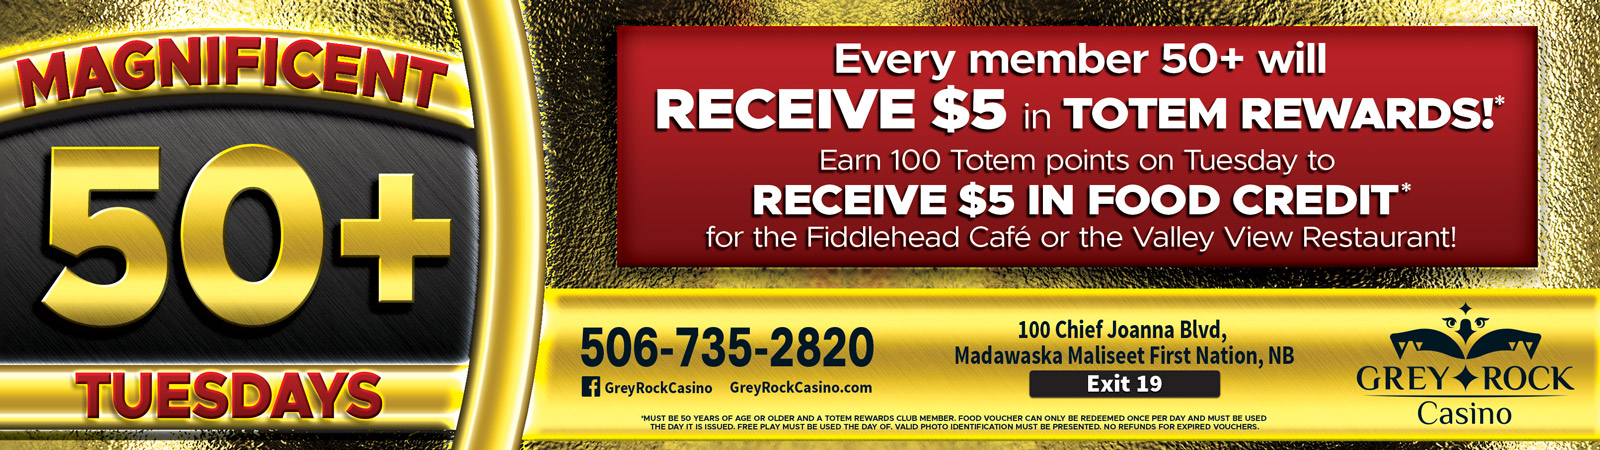 MAGNIFICENT
50+
TUESDAYS
Every member 50+ will
RECEIVE $5 in TOTEM REWARDS!*
Earn 100 Totem points on Tuesday to
RECEIVE $5 IN FOOD CREDIT*
for the Fiddlehead Café or the Valley View Restaurant!
506-735-2820
GreyRockCasino GreyRockCasino.com
100 Chief Joanna Blvd,
Madawaska Maliseet First Nation, NB
Exit 19
GREY ROCK
Casino
*MUST BE 50 YEARS OF AGE OR OLDER AND A TOTEM REWARDS CLUB MEMBER. FOOD VOUCHER CAN ONLY BE REDEEMED ONCE PER DAY AND MUST BE USED
THE DAY IT IS ISSUED. FREE PLAY MUST BE USED THE DAY OF. VALID PHOTO IDENTIFICATION MUST BE PRESENTED. NO REFUNDS FOR EXPIRED VOUCHERS.